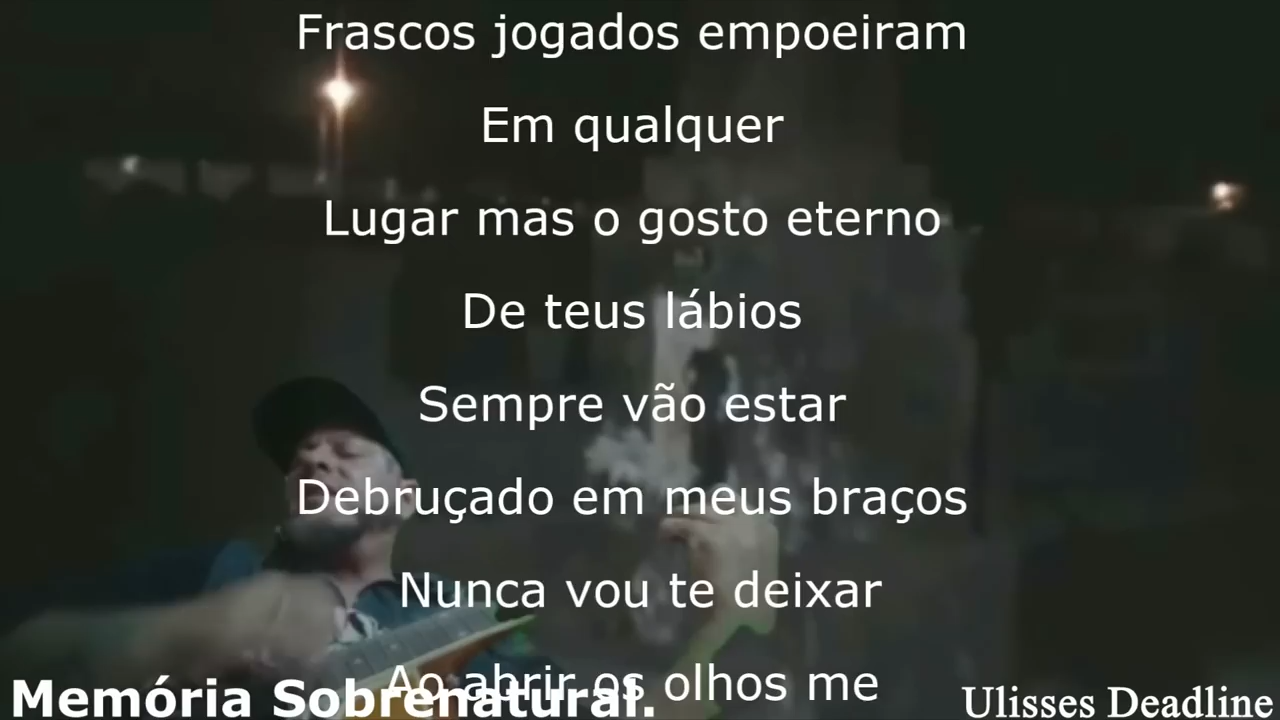 Frascos jogados empoeiram
Em qualquer
Lugar mas o gosto eterno
De teus lábios
Sempre vão estar
Debruçado em meus braços
Nunca vou te deixar
Ao abrir os olhos me
Memória Sobrenatural.
Ulisses Deadline